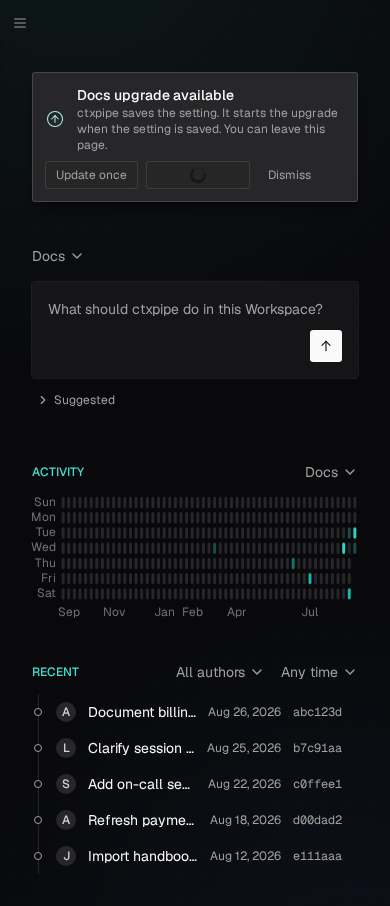 Docs upgrade available
ctxpipe saves the setting. It starts the upgrade
when the setting is saved. You can leave this
page.
Update once
Dismiss
Docs
What should ctxpipe do in this Workspace?
Suggested
ACTIVITY
Docs
Sun
Mon
Tue
Wed
Thu
Fri
Sat
Sep Nov Jan Feb Apr Jul
RECENT
All authors
Any time
A Document billin... Aug 26, 2026 abc123d
L Clarify session ... Aug 25, 2026 b7c91aa
S Add on-call se... Aug 22, 2026 c0ffee1
A Refresh payme... Aug 18, 2026 d00dad2
J Import handboo... Aug 12, 2026 e111aaa